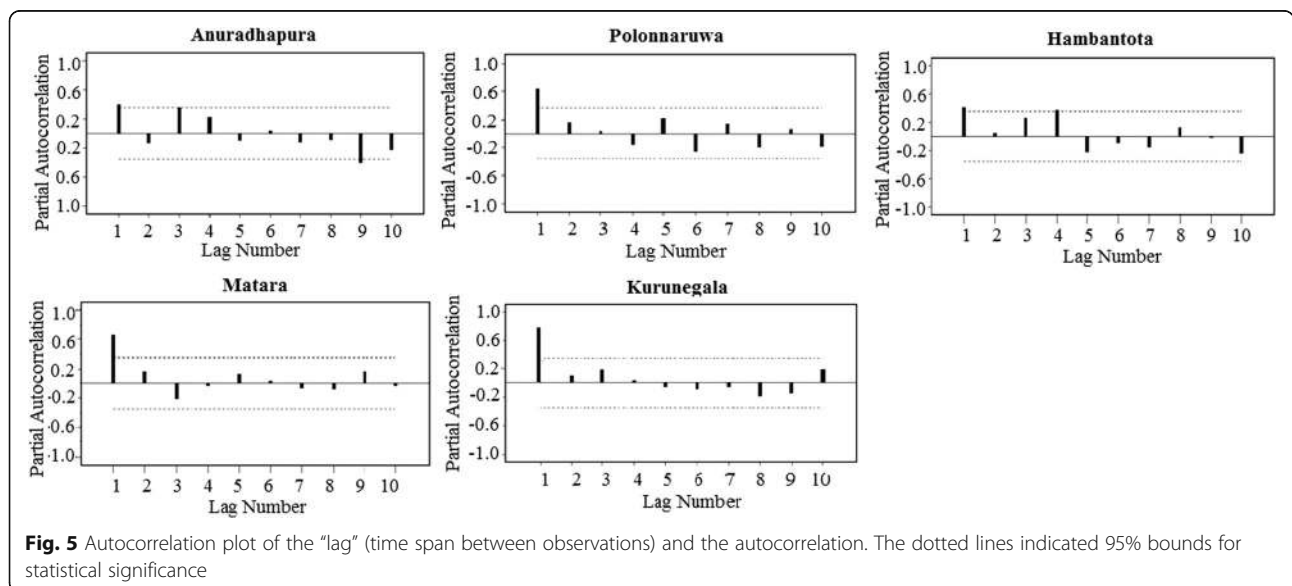 Anuradhapura
Partial Autocorrelation
1.0
0.6
0.2
0.2
0.6
1.0
1 2 3 4 5 6 7 8 9 10
Lag Number
Polonnaruwa
Partial Autocorrelation
1.0
0.6
0.2
-0.2
-0.6
-1.0
1 2 3 4 5 6 7 8 9 10
Lag Number
Hambantota
Partial Autocorrelation
1.0
0.6
0.2
-0.2
-0.6
-1.0
1 2 3 4 5 6 7 8 9 10
Lag Number
Matara
Partial Autocorrelation
1.0
0.6
0.2
-0.2
-0.6
-1.0
1 2 3 4 5 6 7 8 9 10
Lag Number
Kurunegala
Partial Autocorrelation
1.0
0.6
0.2
-0.2
-0.6
-1.0
1 2 3 4 5 6 7 8 9 10
Lag Number
Fig. 5 Autocorrelation plot of the "lag" (time span between observations) and the autocorrelation. The dotted lines indicated 95% bounds for
statistical significance